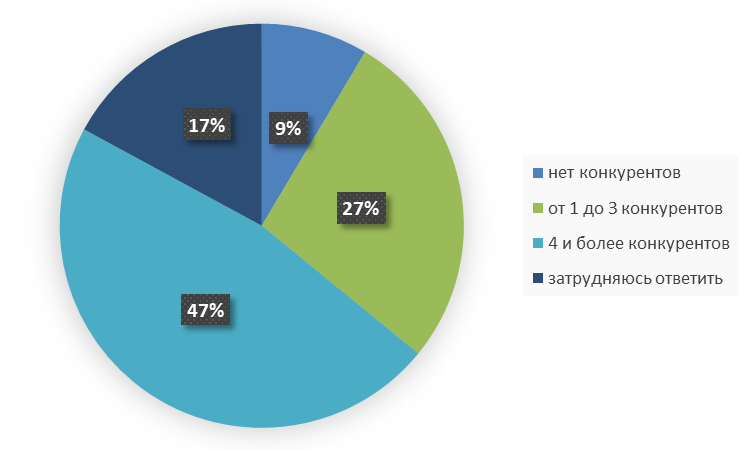 17%
9%
27%
47%
нет конкурентов
от 1 до 3 конкурентов
4 и более конкурентов
затрудняюсь ответить